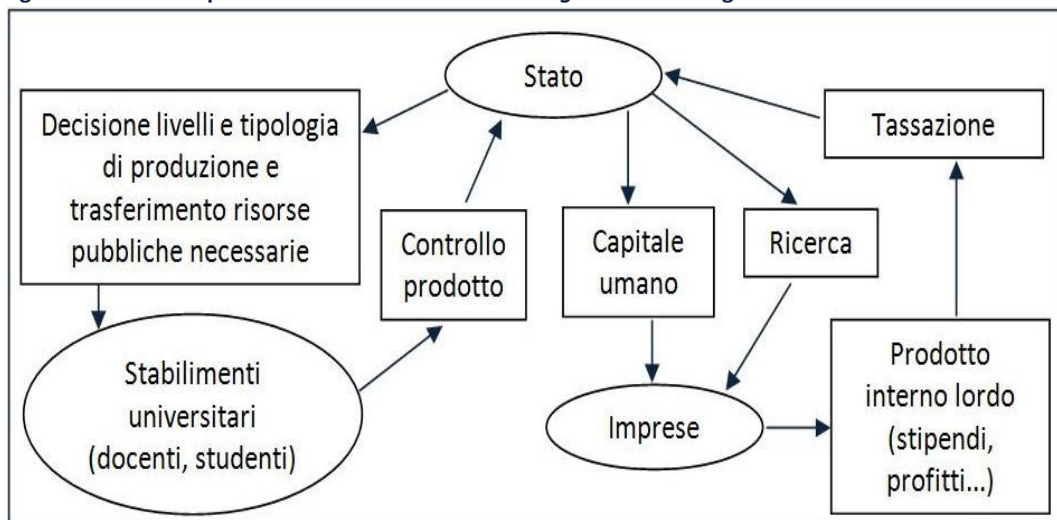 Stato
Decisione livelli e tipologia
di produzione e
trasferimento risorse
pubbliche necessarie
Tassazione
Controllo
prodotto
Capitale
umano
Ricerca
Stabilimenti
universitari
(docenti, studenti)
Imprese
Prodotto
interno lordo
(stipendi,
profitti...)